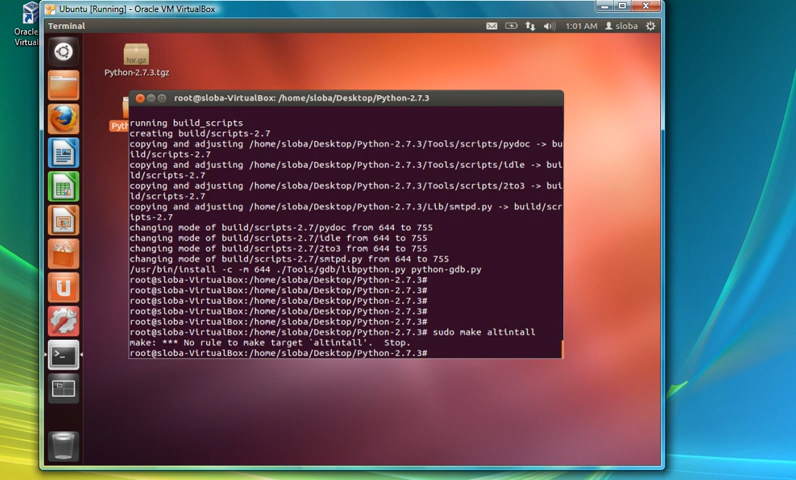 Ubuntu [Running] - Oracle VM VirtualBox
Oracle
Virtual
Terminal
1:01 AM
sloba
tar.gz
Python-2.7.3.tgz
Pyth
root@sloba-VirtualBox: /home/sloba/Desktop/Python-2.7.3
running build_scripts
creating build/scripts-2.7
copying and adjusting /home/sloba/Desktop/Python-2.7.3/Tools/scripts/pydoc -> bu
ild/scripts-2.7
copying and adjusting /home/sloba/Desktop/Python-2.7.3/Tools/scripts/idle -> bui
ld/scripts-2.7
copying and adjusting /home/sloba/Desktop/Python-2.7.3/Tools/scripts/2to3 -> bui
ld/scripts-2.7
copying and adjusting /home/sloba/Desktop/Python-2.7.3/Lib/smtpd.py -> build/scr
ipts-2.7
changing mode of build/scripts-2.7/pydoc from 644 to 755
changing mode of build/scripts-2.7/idle from 644 to 755
changing mode of build/scripts-2.7/2to3 from 644 to 755
changing mode of build/scripts-2.7/smtpd.py from 644 to 755
/usr/bin/install -c -m 644 ./Tools/gdb/libpython.py python-gdb.py
root@sloba-VirtualBox:/home/sloba/Desktop/Python-2.7.3#
root@sloba-VirtualBox:/home/sloba/Desktop/Python-2.7.3#
root@sloba-VirtualBox:/home/sloba/Desktop/Python-2.7.3#
root@sloba-VirtualBox:/home/sloba/Desktop/Python-2.7.3#
root@sloba-VirtualBox:/home/sloba/Desktop/Python-2.7.3#
root@sloba-VirtualBox:/home/sloba/Desktop/Python-2.7.3# sudo make altintall
make: *** No rule to make target `altintall'.  Stop.
root@sloba-VirtualBox:/home/sloba/Desktop/Python-2.7.3#